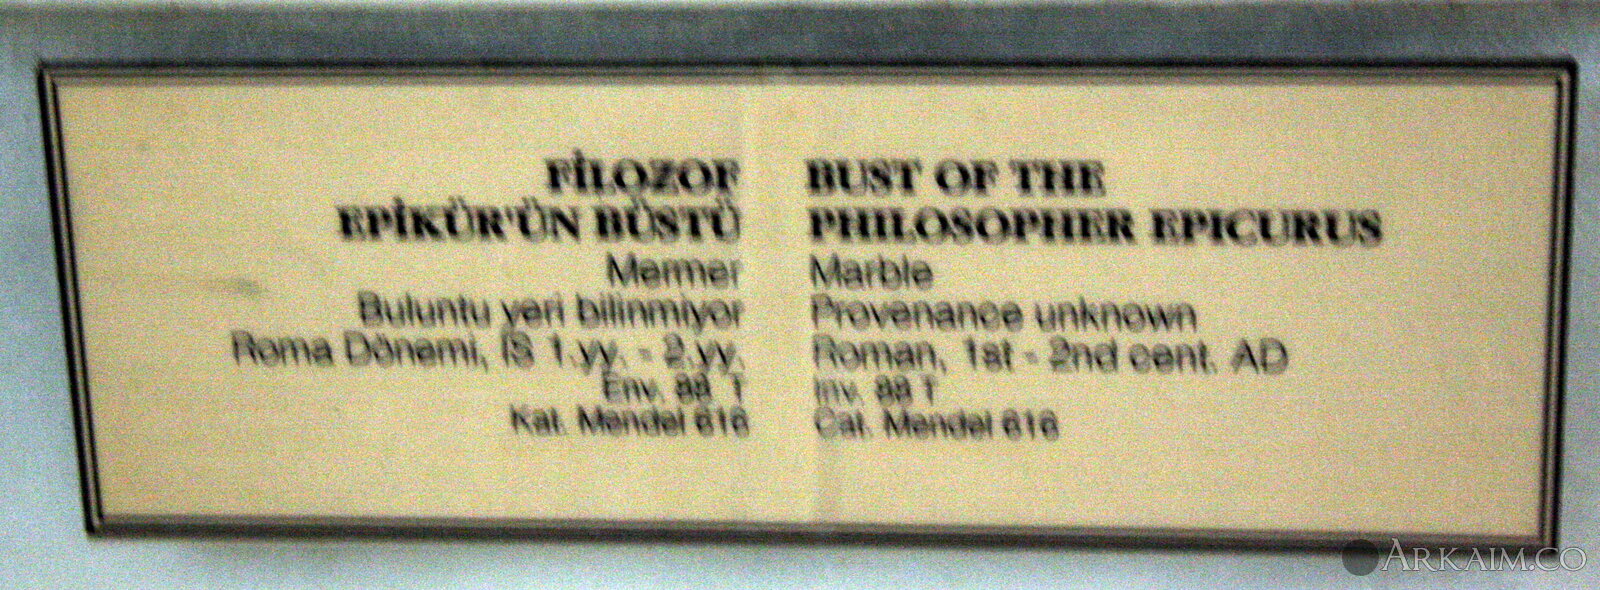 FİLOZOF
EPİKÜR'ÜN BÜSTÜ
Mermer
Buluntu yeri bilinmiyor
Roma Dönemi, İS 1.yy. - 2.yy.
Env. 88 T
Kat. Mendel 616
BUST OF THE
PHILOSOPHER EPICURUS
Marble
Provenance unknown
Roman, 1st - 2nd cent. AD
Inv. 88 T
Cat. Mendel 616
ARKAIM.CO